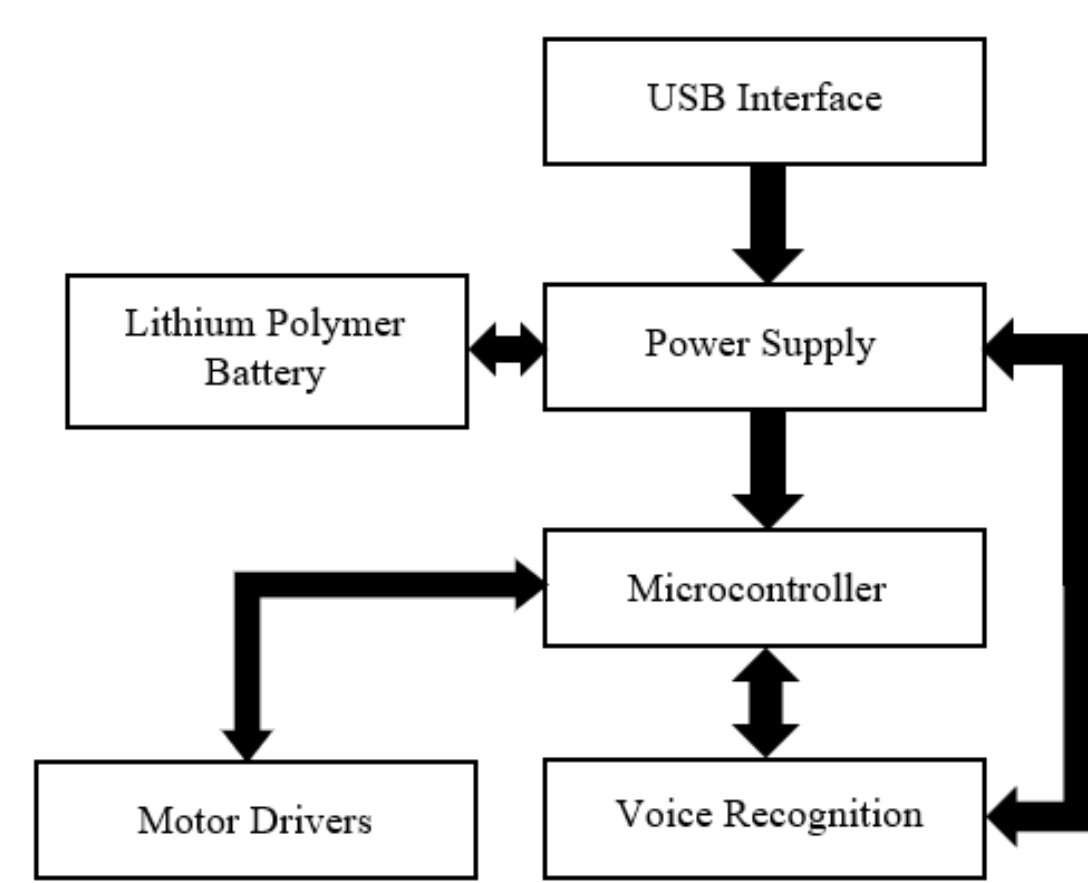 USB Interface
Lithium Polymer
Battery
Power Supply
Microcontroller
Motor Drivers
Voice Recognition